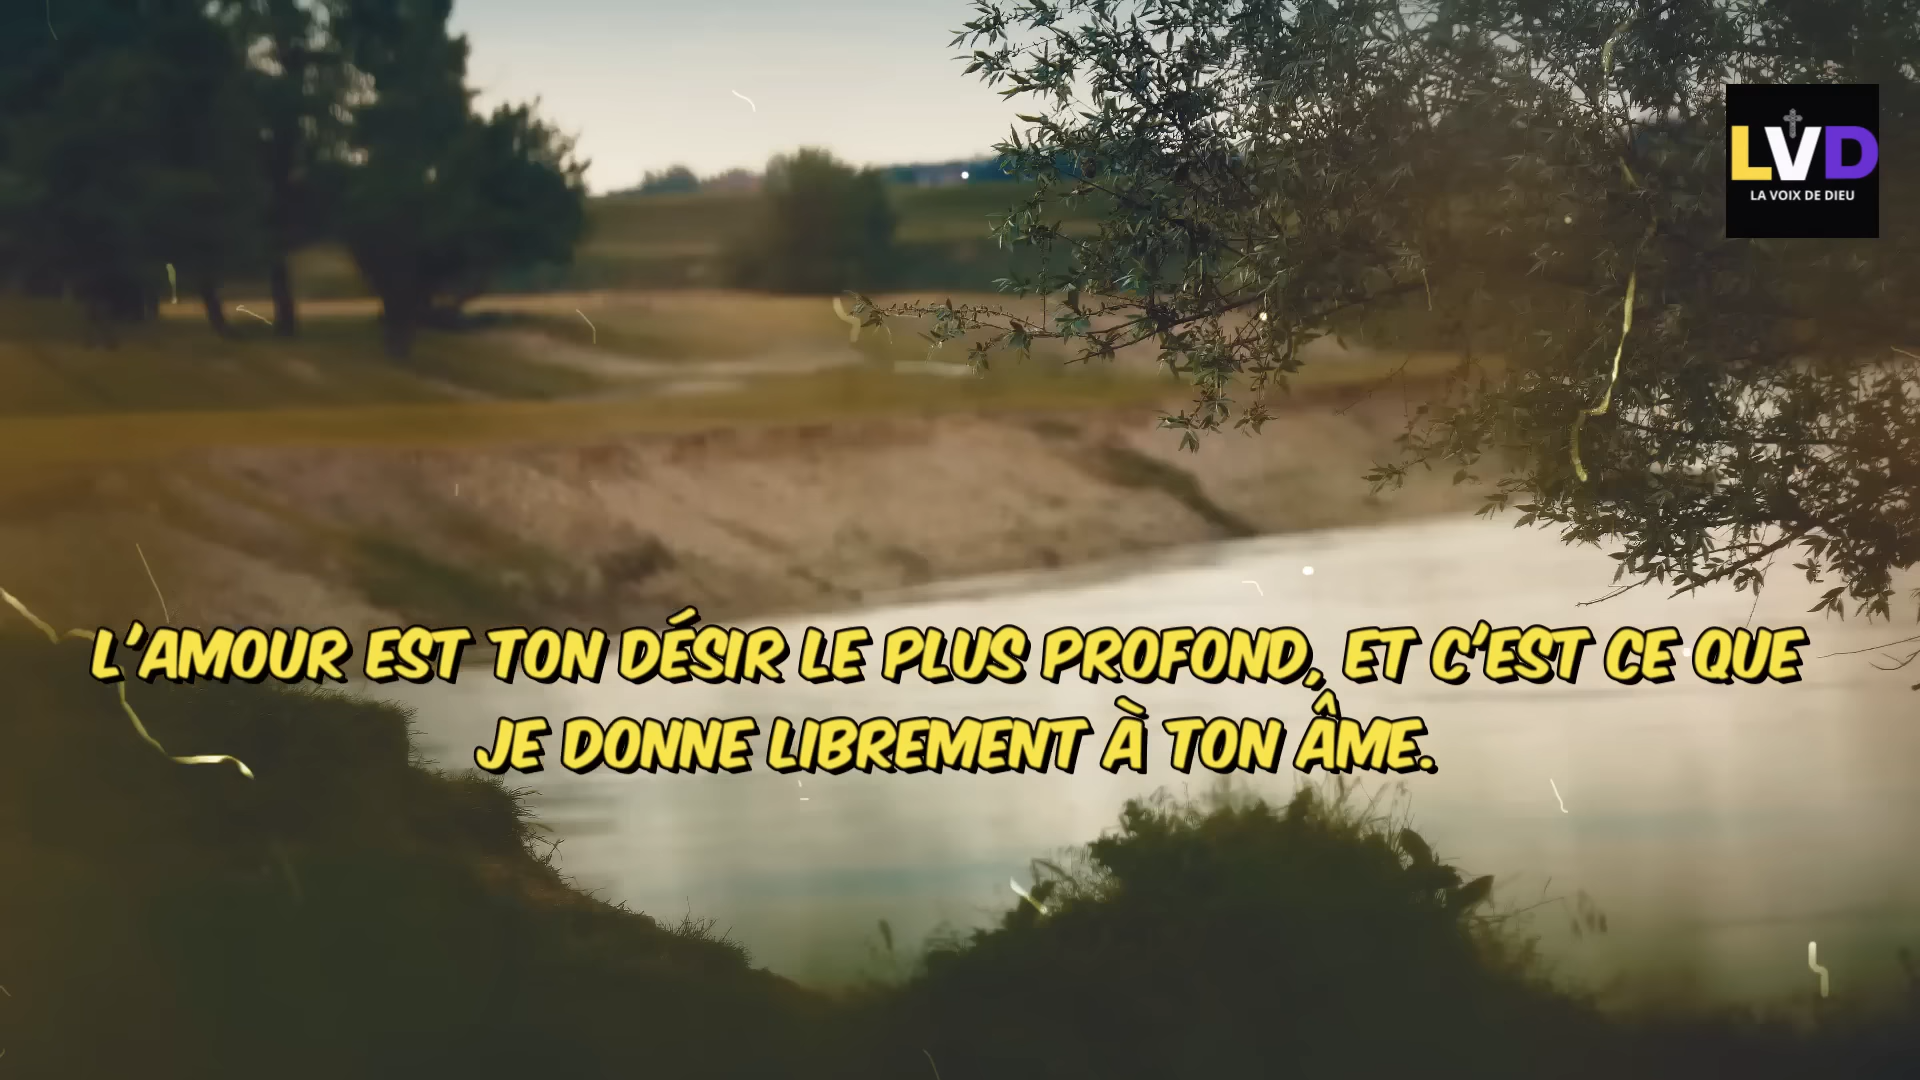 LVD
LA VOIX DE DIEU
L'AMOUR EST TON DÉSIR LE PLUS PROFOND, ET C'EST CE QUE
JE DONNE LIBREMENT À TON ÂME.